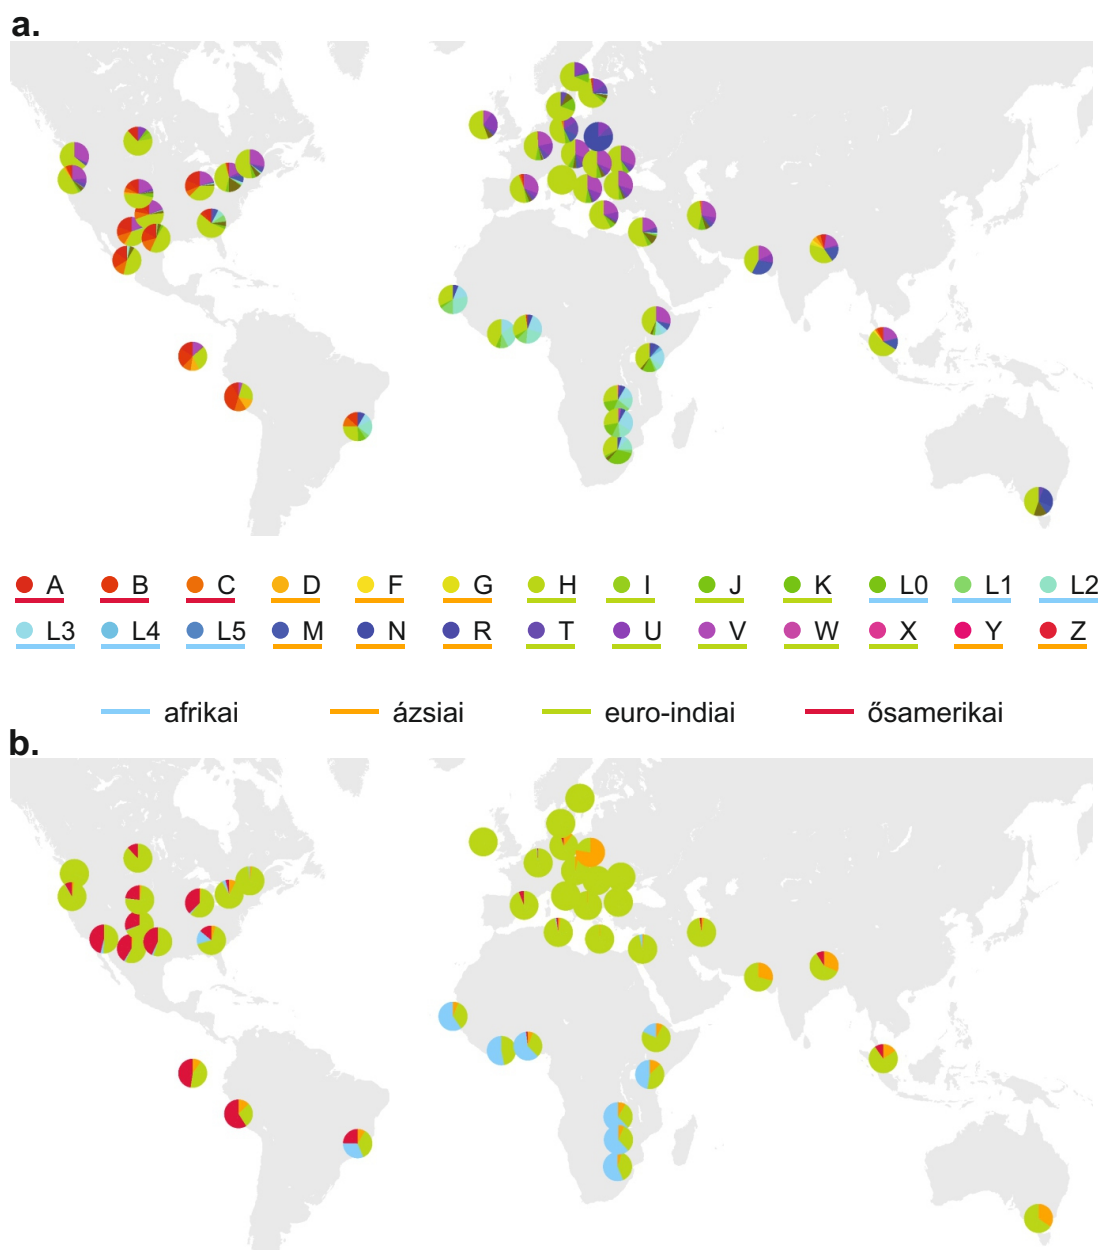 a.
A B C D F G H I J K L0 L1 L2
L3 L4 L5 M N R T U V W X Y Z
afrikai ázsiai euro-indiai ősamerikai
b.